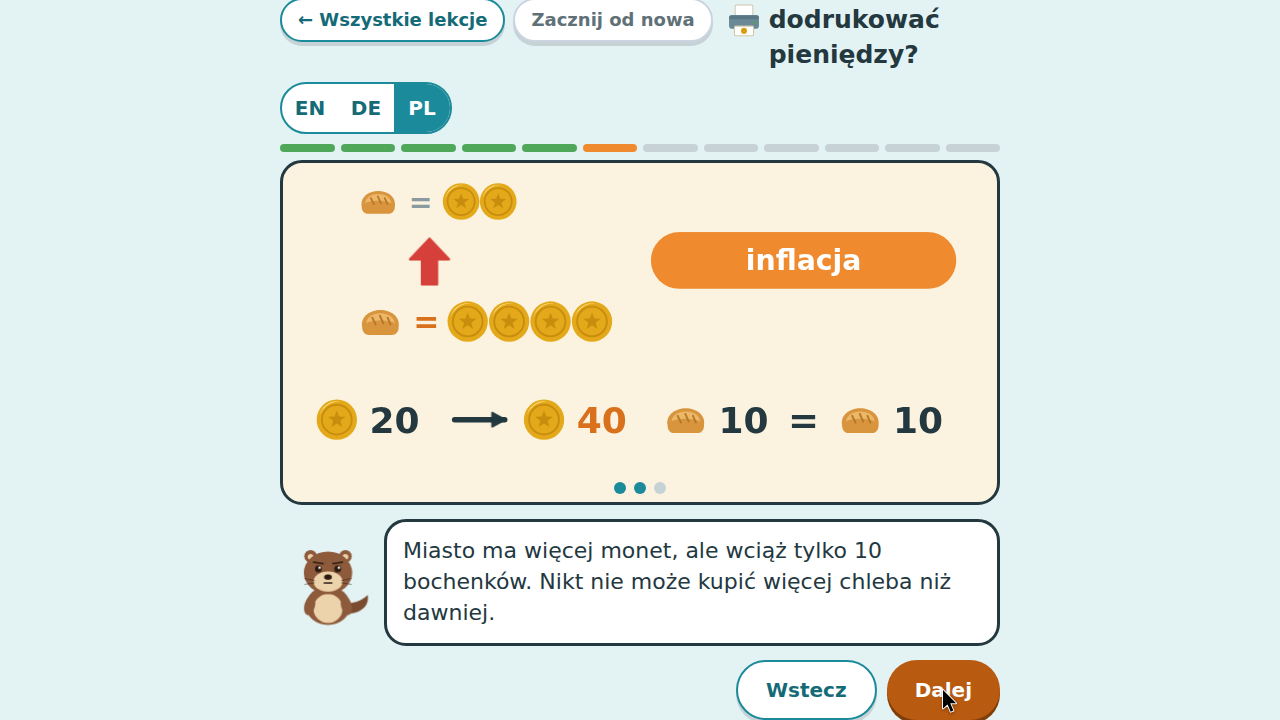 ← Wszystkie lekcje
Zacznij od nowa
dodrukować
pieniędzy?
EN DE PL
=
inflacja
=
20 → 40 10 = 10
Miasto ma więcej monet, ale wciąż tylko 10
bochenków. Nikt nie może kupić więcej chleba niż
dawniej.
Wstecz
Dalej